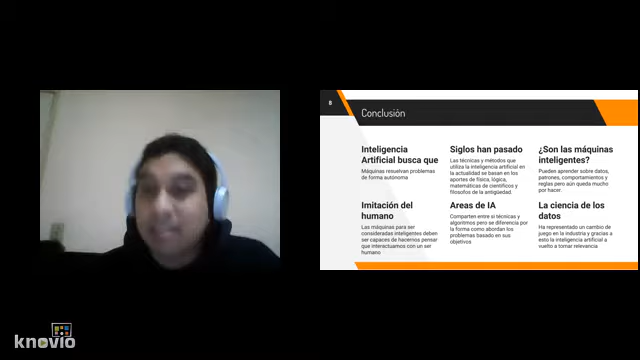 8
Conclusión
Inteligencia
Artificial busca que
Máquinas resuelvan problemas
de forma autónoma
Siglos han pasado
Las técnicas y métodos que
utiliza la inteligencia artificial en
la actualidad se basan en los
aportes de física, lógica,
matemáticas de científicos y
filósofos de la antigüedad.
¿Son las máquinas
inteligentes?
Pueden aprender sobre datos,
patrones, comportamientos y
reglas pero aún queda mucho
por hacer.
Imitación del
humano
Las máquinas para ser
consideradas inteligentes deben
ser capaces de hacernos pensar
que interactuamos con un ser
humano
Areas de IA
Comparten entre si técnicas y
algoritmos pero se diferencia por
la forma como abordan los
problemas basado en sus
objetivos
La ciencia de los
datos
Ha representado un cambio de
juego en la industria y gracias a
esto la inteligencia artificial a
vuelto a tomar relevancia
knovio